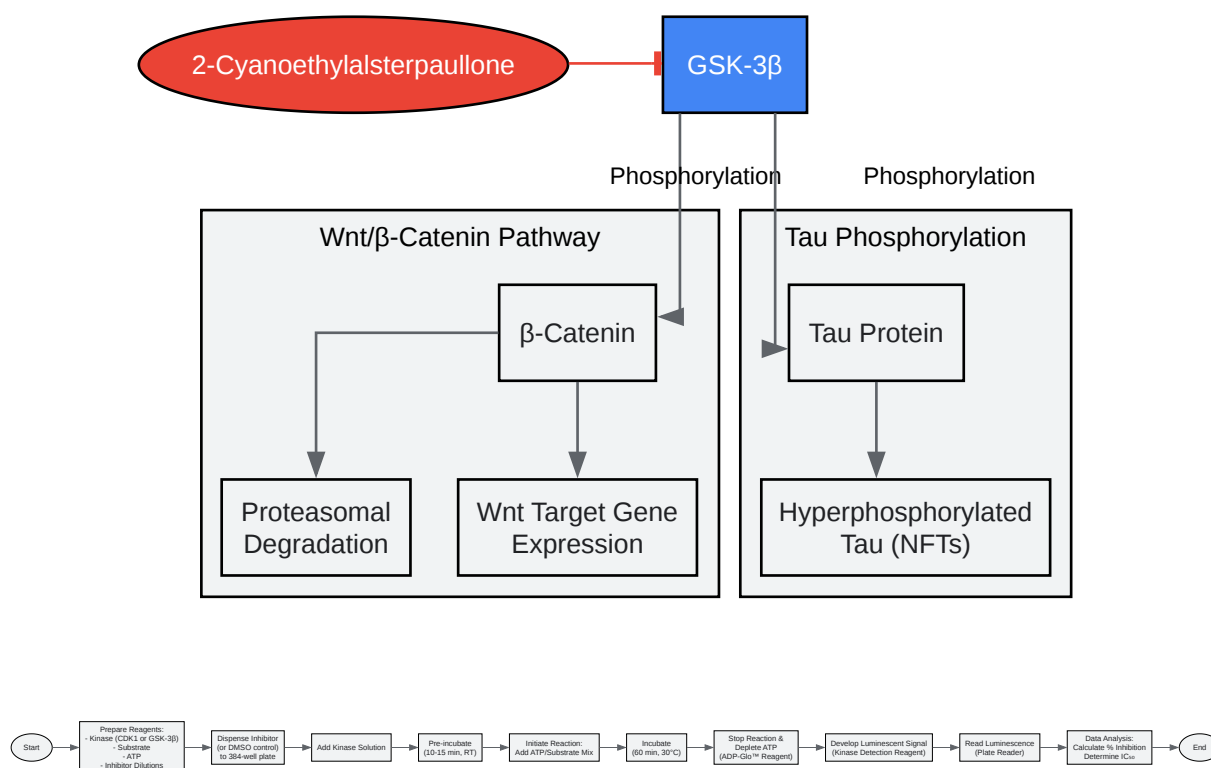 2-Cyanoethylalsterpaullone
GSK-3β
Phosphorylation
Phosphorylation
Wnt/β-Catenin Pathway
Tau Phosphorylation
β-Catenin
Tau Protein
Proteasomal
Degradation
Wnt Target Gene
Expression
Hyperphosphorylated
Tau (NFTs)
Start
Prepare Reagents:
- Kinase (CDK1 or GSK-3β)
- Substrate
- ATP
- Inhibitor Dilutions
Dispense Inhibitor
(or DMSO control)
to 384-well plate
Add Kinase Solution
Pre-incubate
(10-15 min, RT)
Initiate Reaction:
Add ATP/Substrate Mix
Incubate
(60 min, 30°C)
Stop Reaction &
Deplete ATP
(ADP-Glo™ Reagent)
Develop Luminescent Signal
(Kinase Detection Reagent)
Read Luminescence
(Plate Reader)
Data Analysis:
Calculate % Inhibition
Determine IC₅₀
End